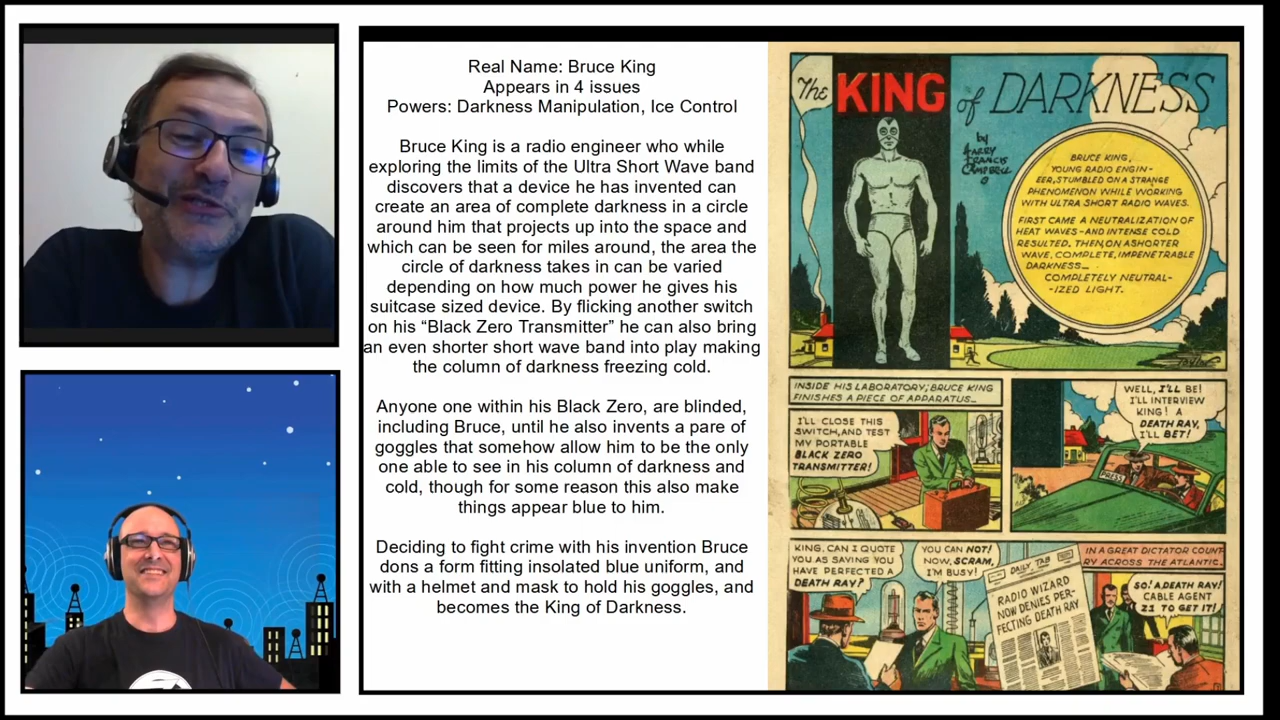 Real Name: Bruce King
Appears in 4 issues
Powers: Darkness Manipulation, Ice Control
Bruce King is a radio engineer who while
exploring the limits of the Ultra Short Wave band
discovers that a device he has invented can
create an area of complete darkness in a circle
around him that projects up into the space and
which can be seen for miles around, the area the
circle of darkness takes in can be varied
depending on how much power he gives his
suitcase sized device. By flicking another switch
on his “Black Zero Transmitter” he can also bring
an even shorter short wave band into play making
the column of darkness freezing cold.
Anyone one within his Black Zero, are blinded,
including Bruce, until he also invents a pare of
goggles that somehow allow him to be the only
one able to see in his column of darkness and
cold, though for some reason this also make
things appear blue to him.
Deciding to fight crime with his invention Bruce
dons a form fitting insolated blue uniform, and
with a helmet and mask to hold his goggles, and
becomes the King of Darkness.
The KING of DARKNESS
by
HARRY
FRANCIS
CAMPBELL
BRUCE KING,
YOUNG RADIO ENGIN-
EER, STUMBLED ON A STRANGE
PHENOMENON WHILE WORKING
WITH ULTRA SHORT RADIO WAVES.
FIRST CAME A NEUTRALIZATION OF
HEAT WAVES-AND INTENSE COLD
RESULTED. THEN, ON A SHORTER
WAVE, COMPLETE, IMPENETRABLE
DARKNESS...
COMPLETELY NEUTRAL-
-IZED LIGHT.
INSIDE HIS LABORATORY, BRUCE KING
FINISHES A PIECE OF APPARATUS...
I'LL CLOSE THIS
SWITCH, AND TEST
MY PORTABLE
BLACK ZERO
TRANSMITTER!
WELL, I'LL BE!
I'LL INTERVIEW
KING! A
DEATH RAY,
I'LL BET!
PRESS
KING, CAN I QUOTE
YOU AS SAYING YOU
HAVE PERFECTED A
DEATH RAY?
YOU CAN NOT!
NOW, SCRAM,
I'M BUSY!
DAILY TAB
RADIO WIZARD
NOW DENIES PER-
FECTING DEATH RAY
IN A GREAT DICTATOR COUNT-
RY ACROSS THE ATLANTIC..
SO! A DEATH RAY!
CABLE AGENT
Z1 TO GET IT!